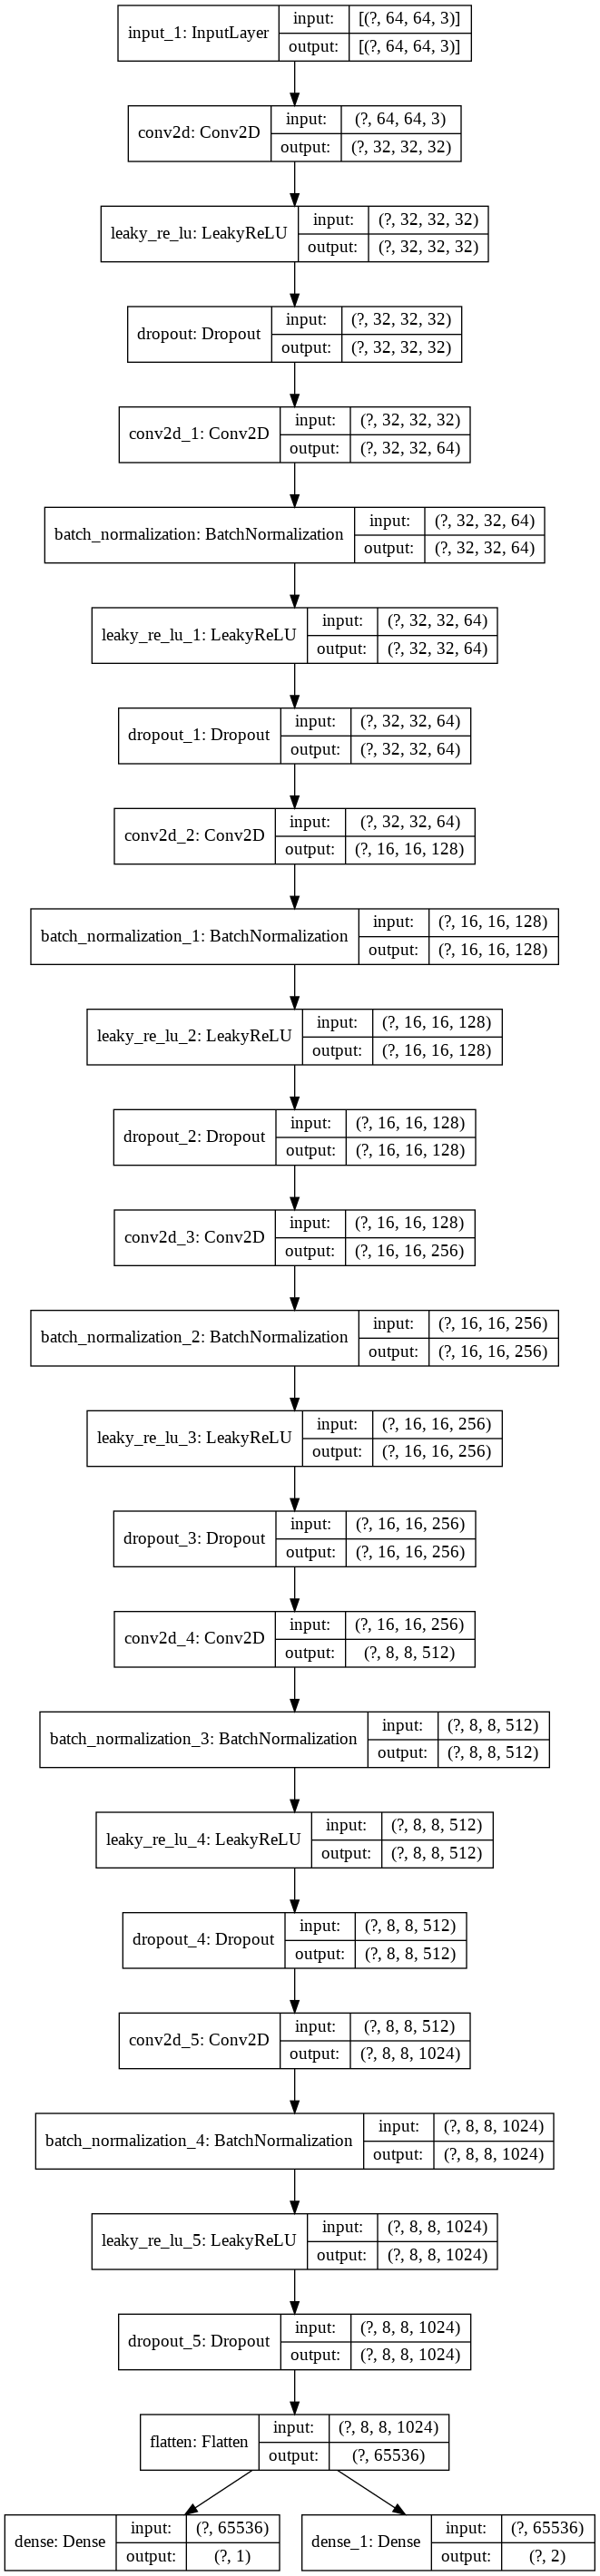 input_1: InputLayer
input: [(?, 64, 64, 3)]
output: [(?, 64, 64, 3)]
conv2d: Conv2D
input: (?, 64, 64, 3)
output: (?, 32, 32, 32)
leaky_re_lu: LeakyReLU
input: (?, 32, 32, 32)
output: (?, 32, 32, 32)
dropout: Dropout
input: (?, 32, 32, 32)
output: (?, 32, 32, 32)
conv2d_1: Conv2D
input: (?, 32, 32, 32)
output: (?, 32, 32, 64)
batch_normalization: BatchNormalization
input: (?, 32, 32, 64)
output: (?, 32, 32, 64)
leaky_re_lu_1: LeakyReLU
input: (?, 32, 32, 64)
output: (?, 32, 32, 64)
dropout_1: Dropout
input: (?, 32, 32, 64)
output: (?, 32, 32, 64)
conv2d_2: Conv2D
input: (?, 32, 32, 64)
output: (?, 16, 16, 128)
batch_normalization_1: BatchNormalization
input: (?, 16, 16, 128)
output: (?, 16, 16, 128)
leaky_re_lu_2: LeakyReLU
input: (?, 16, 16, 128)
output: (?, 16, 16, 128)
dropout_2: Dropout
input: (?, 16, 16, 128)
output: (?, 16, 16, 128)
conv2d_3: Conv2D
input: (?, 16, 16, 128)
output: (?, 16, 16, 256)
batch_normalization_2: BatchNormalization
input: (?, 16, 16, 256)
output: (?, 16, 16, 256)
leaky_re_lu_3: LeakyReLU
input: (?, 16, 16, 256)
output: (?, 16, 16, 256)
dropout_3: Dropout
input: (?, 16, 16, 256)
output: (?, 16, 16, 256)
conv2d_4: Conv2D
input: (?, 16, 16, 256)
output: (?, 8, 8, 512)
batch_normalization_3: BatchNormalization
input: (?, 8, 8, 512)
output: (?, 8, 8, 512)
leaky_re_lu_4: LeakyReLU
input: (?, 8, 8, 512)
output: (?, 8, 8, 512)
dropout_4: Dropout
input: (?, 8, 8, 512)
output: (?, 8, 8, 512)
conv2d_5: Conv2D
input: (?, 8, 8, 512)
output: (?, 8, 8, 1024)
batch_normalization_4: BatchNormalization
input: (?, 8, 8, 1024)
output: (?, 8, 8, 1024)
leaky_re_lu_5: LeakyReLU
input: (?, 8, 8, 1024)
output: (?, 8, 8, 1024)
dropout_5: Dropout
input: (?, 8, 8, 1024)
output: (?, 8, 8, 1024)
flatten: Flatten
input: (?, 8, 8, 1024)
output: (?, 65536)
dense: Dense
input: (?, 65536)
output: (?, 1)
dense_1: Dense
input: (?, 65536)
output: (?, 2)